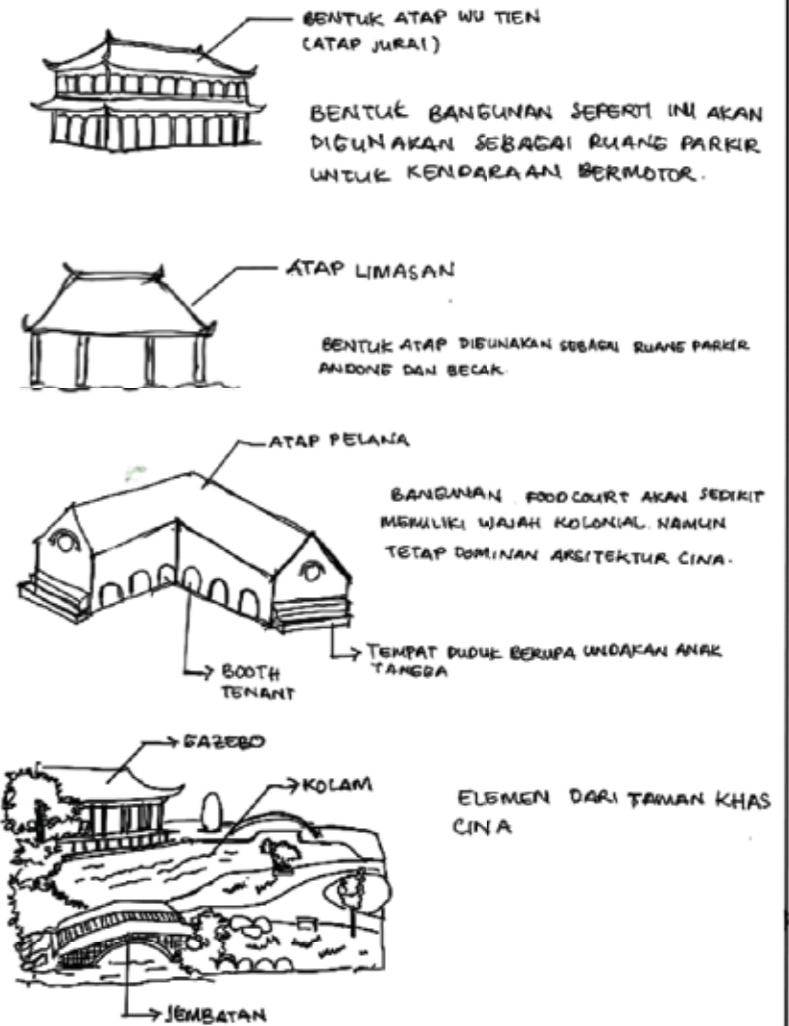 BENTUK ATAP WU TIEN
(ATAP JURAI)
BENTUK BANGUNAN SEPERTI INI AKAN
DIGUNAKAN SEBAGAI RUANG PARKIR
UNTUK KENDARAAN BERMOTOR.
ATAP LIMASAN
BENTUK ATAP DIGUNAKAN SEBAGAI RUANG PARKIR
ANDONG DAN BECAK.
ATAP PELANA
BANGUNAN FOODCOURT AKAN SEDIKIT
MEMILIKI WAJAH KOLONIAL. NAMUN
TETAP DOMINAN ARSITEKTUR CINA.
TEMPAT DUDUK BERUPA UNDAKAN ANAK
TANGGA
BOOTH
TENANT
GAZEBO
KOLAM
ELEMEN DARI TAMAN KHAS
CINA
JEMBATAN